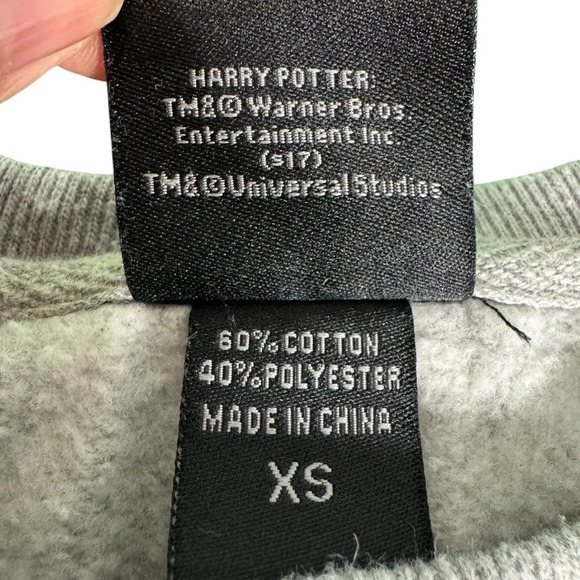 HARRY POTTER:
TM&© Warner Bros.
Entertainment Inc.
(s17)
TM&©Universal Studios
60% COTTON
40% POLYESTER
MADE IN CHINA
XS